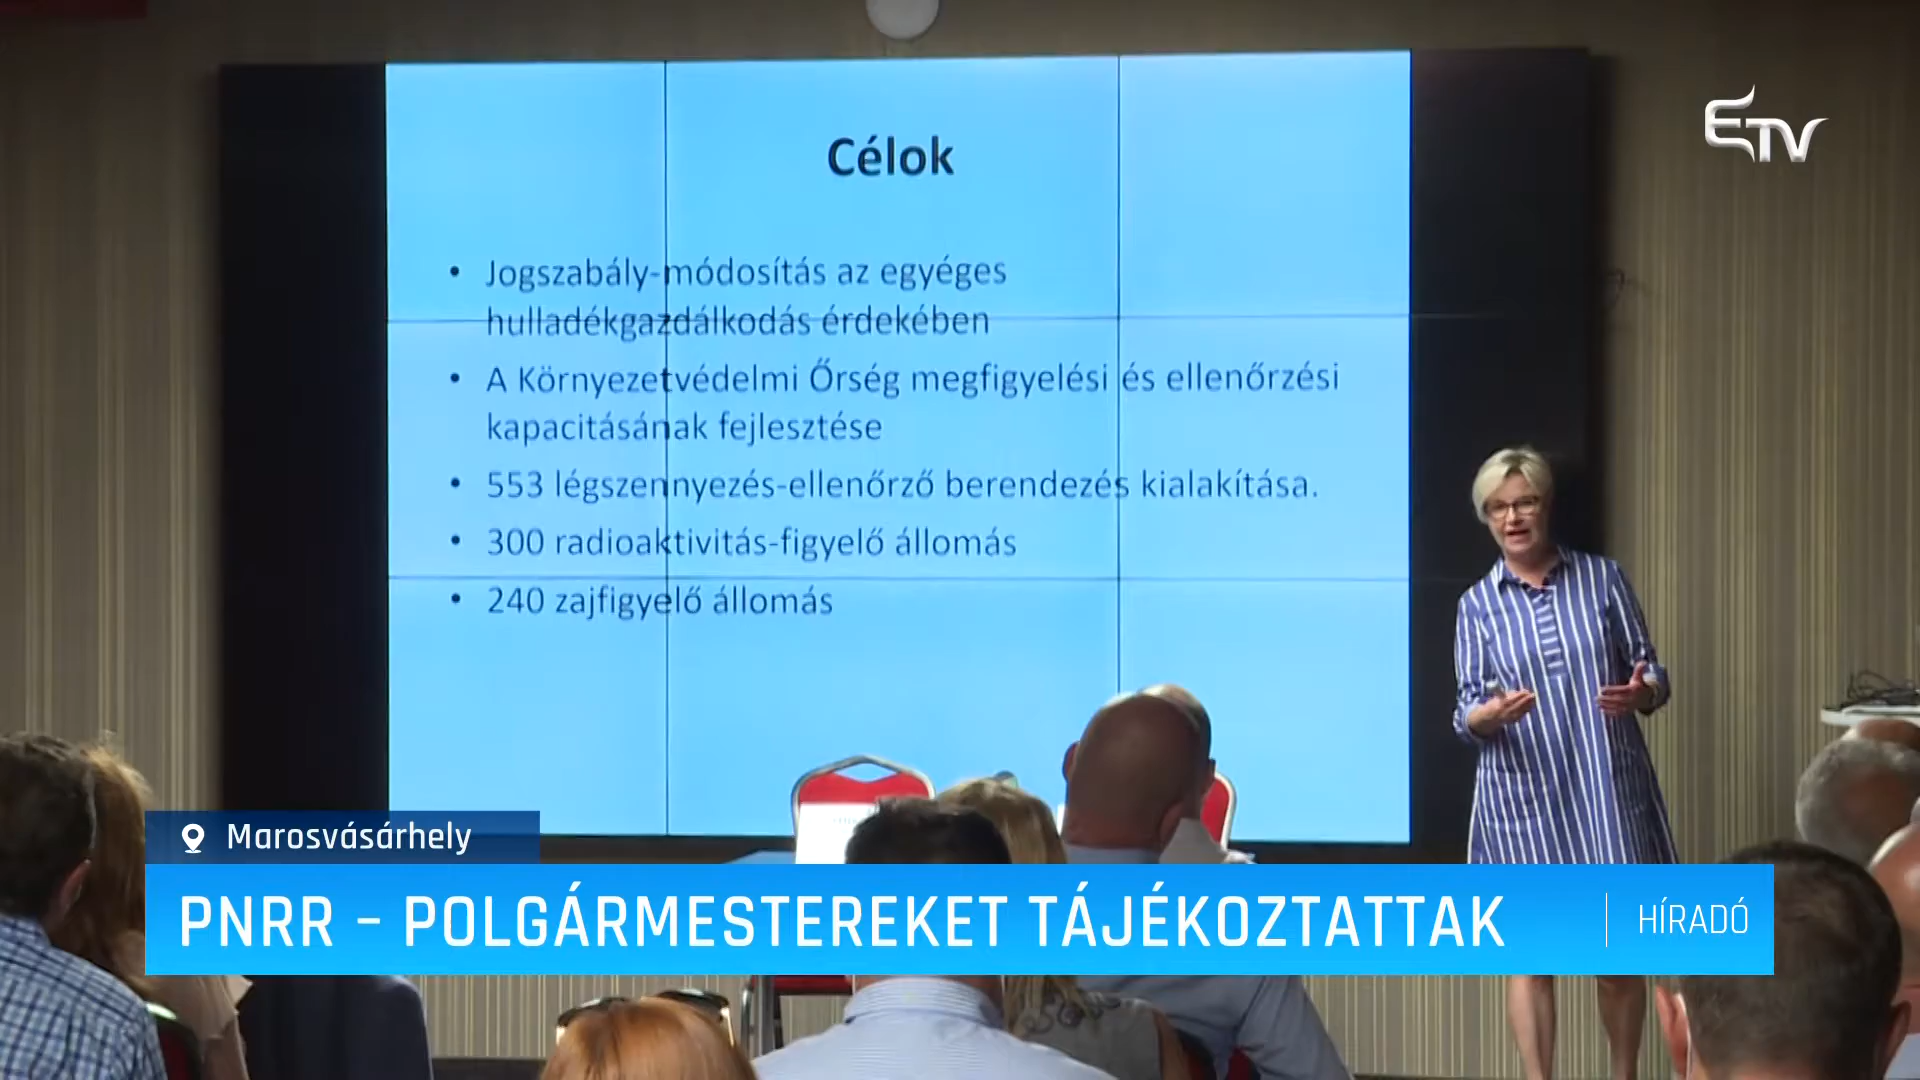 Célok
ETV
• Jogszabály-módosítás az egyéges
hulladékgazdálkodás érdekében
• A Környezetvédelmi Őrség megfigyelési és ellenőrzési
kapacitásának fejlesztése
• 553 légszennyezés-ellenőrző berendezés kialakítása.
• 300 radioaktivitás-figyelő állomás
• 240 zajfigyelő állomás
Marosvásárhely
PNRR - POLGÁRMESTEREKET TÁJÉKOZTATTAK
HÍRADÓ